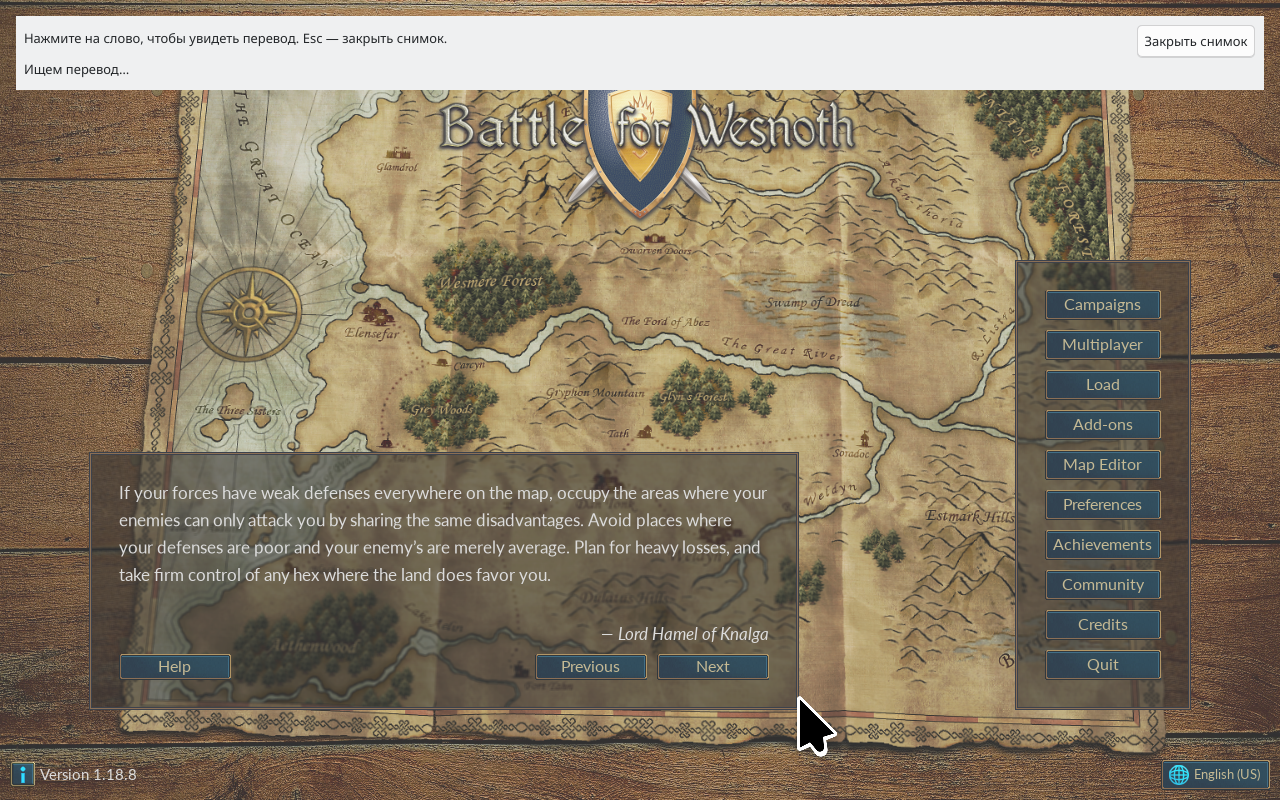 Нажмите на слово, чтобы увидеть перевод. Esc — закрыть снимок.
Закрыть снимок
Ищем перевод...
THE GREAT OCEAN
Battle for Wesnoth
Glamdrol
Dwarven Doors
Wesmere Forest
Swamp of Dread
Elensefar
The Ford of Abez
The Great River
Carcyn
Gryphon Mountain
Glyn's Forest
The Three Sisters
Grey Woods
Tath
Soradoc
Weldyn
Estmark Hills
Campaigns
Multiplayer
Load
Add-ons
Map Editor
Preferences
Achievements
Community
Credits
Quit
If your forces have weak defenses everywhere on the map, occupy the areas where your
enemies can only attack you by sharing the same disadvantages. Avoid places where
your defenses are poor and your enemy’s are merely average. Plan for heavy losses, and
take firm control of any hex where the land does favor you.
— Lord Hamel of Knalga
Dulatus Hills
Aethenwood
Fort Tahn
Help
Previous
Next
Version 1.18.8
English (US)